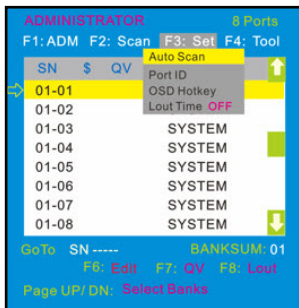 ADMINISTRATOR 8 Ports
F1: ADM F2: Scan F3: Set F4: Tool
SN $ QV
Auto Scan
Port ID
OSD Hotkey
Lout Time OFF
01-01
01-02
01-03 SYSTEM
01-04 SYSTEM
01-05 SYSTEM
01-06 SYSTEM
01-07 SYSTEM
01-08 SYSTEM
GoTo SN ----- BANKSUM: 01
F6: Edit F7: QV F8: Lout
Page UP/ DN: Select Banks